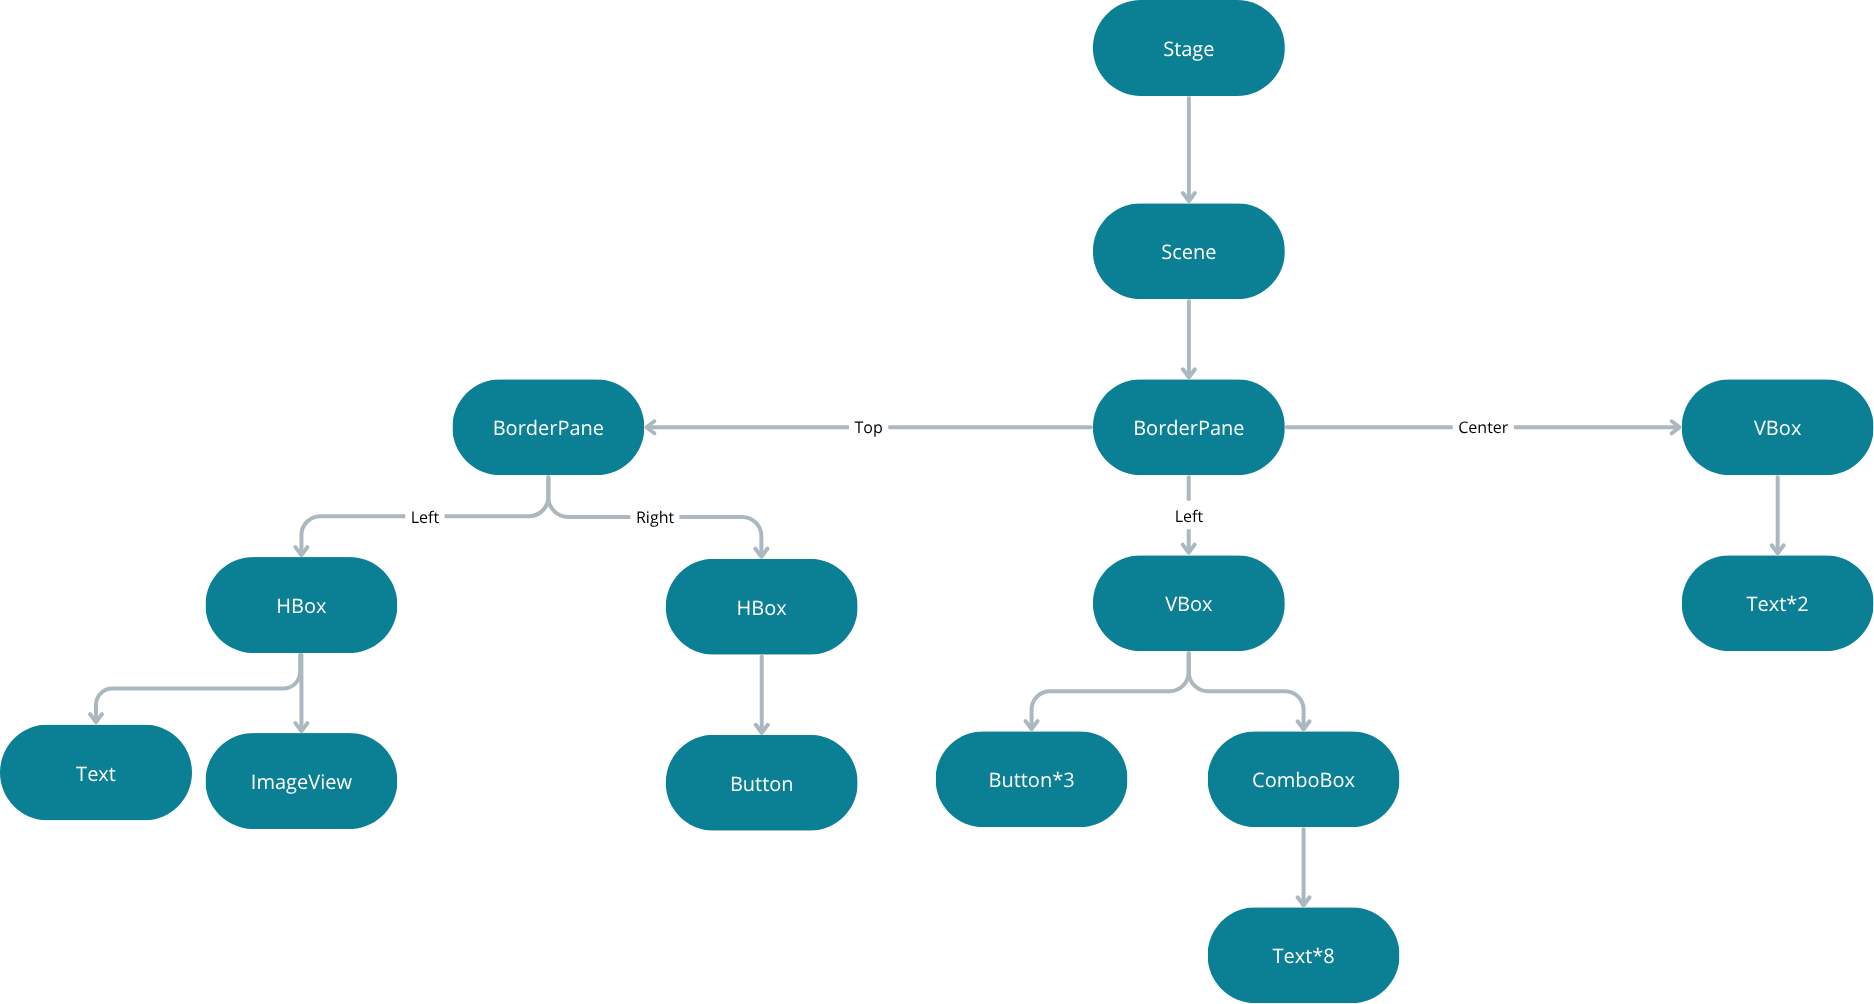 Stage
Scene
BorderPane
Top
BorderPane
Center
VBox
Left
Right
Left
HBox
HBox
VBox
Text*2
Text
ImageView
Button
Button*3
ComboBox
Text*8